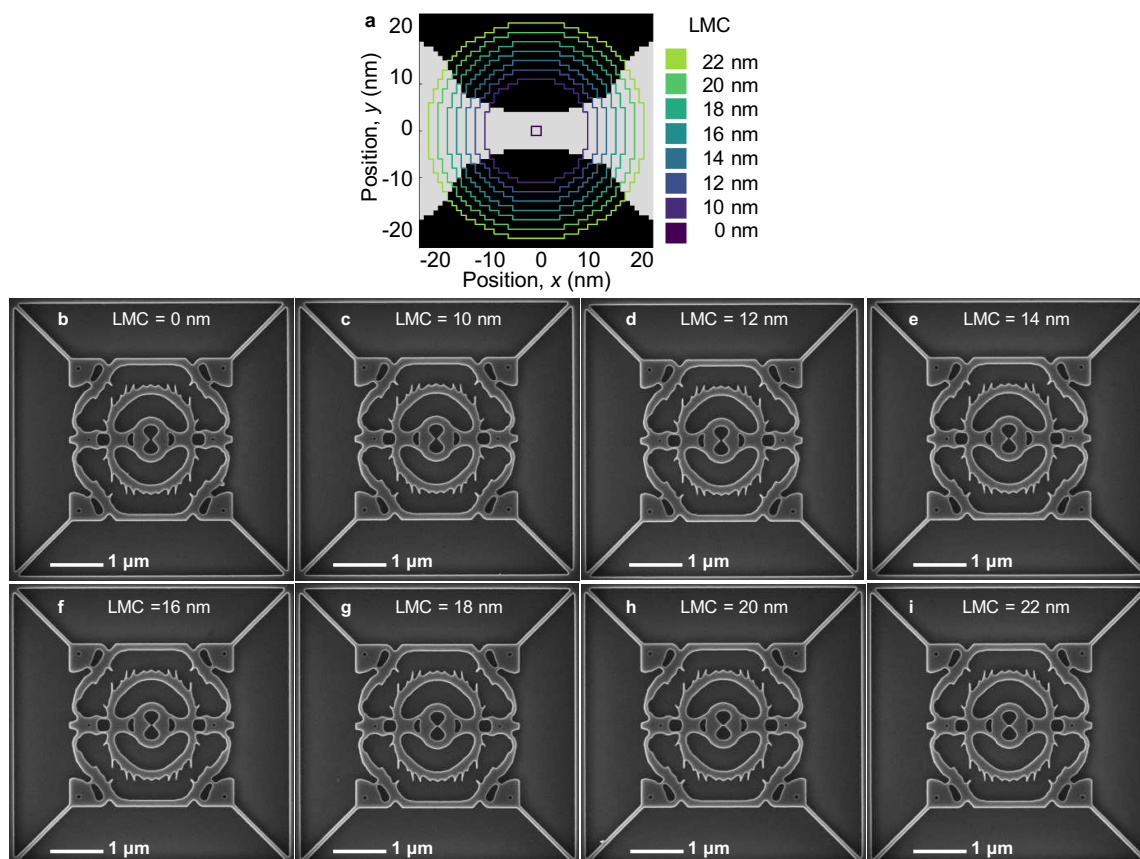 a
LMC
20
10
0
-10
-20
Position, y (nm)
-20 -10 0 10 20
Position, x (nm)
22 nm
20 nm
18 nm
16 nm
14 nm
12 nm
10 nm
0 nm
b LMC = 0 nm
1 µm
c LMC = 10 nm
1 µm
d LMC = 12 nm
1 µm
e LMC = 14 nm
1 µm
f LMC =16 nm
1 µm
g LMC = 18 nm
1 µm
h LMC = 20 nm
1 µm
i LMC = 22 nm
1 µm